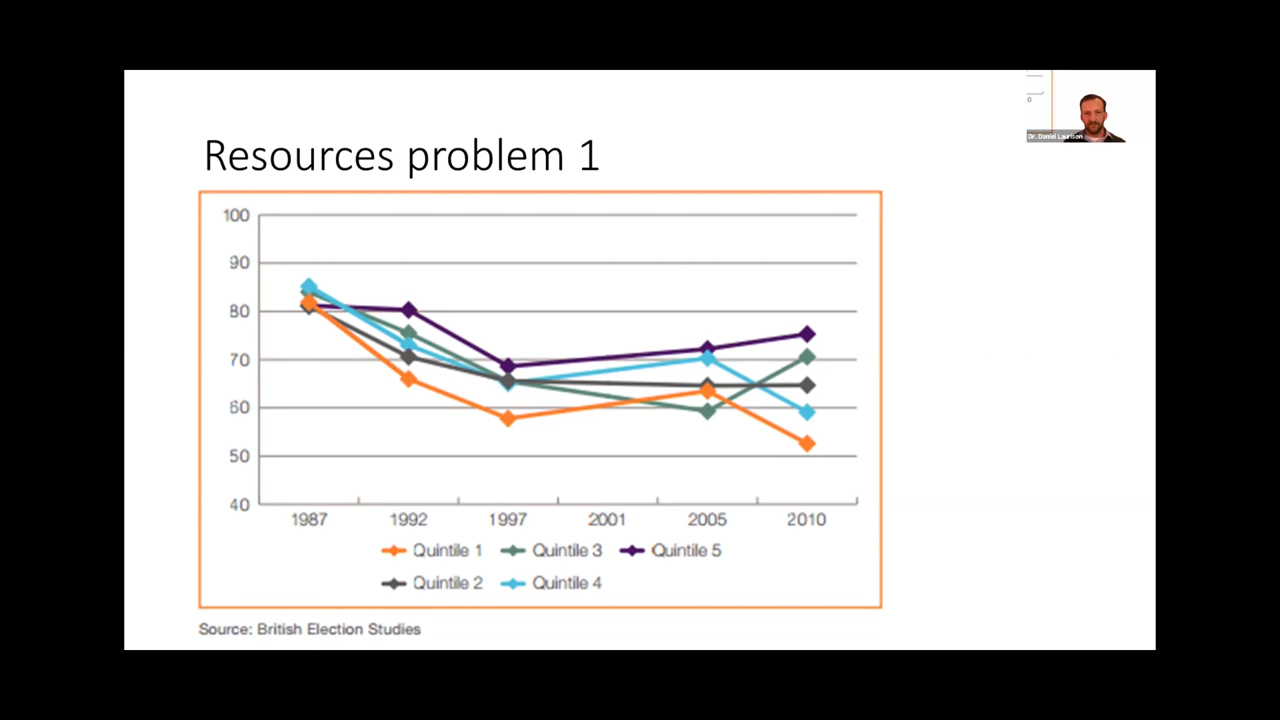 Resources problem 1
0
Dr. Daniel Laurison
100
90
80
70
60
50
40
1987 1992 1997 2001 2005 2010
Quintile 1 Quintile 3 Quintile 5
Quintile 2 Quintile 4
Source: British Election Studies